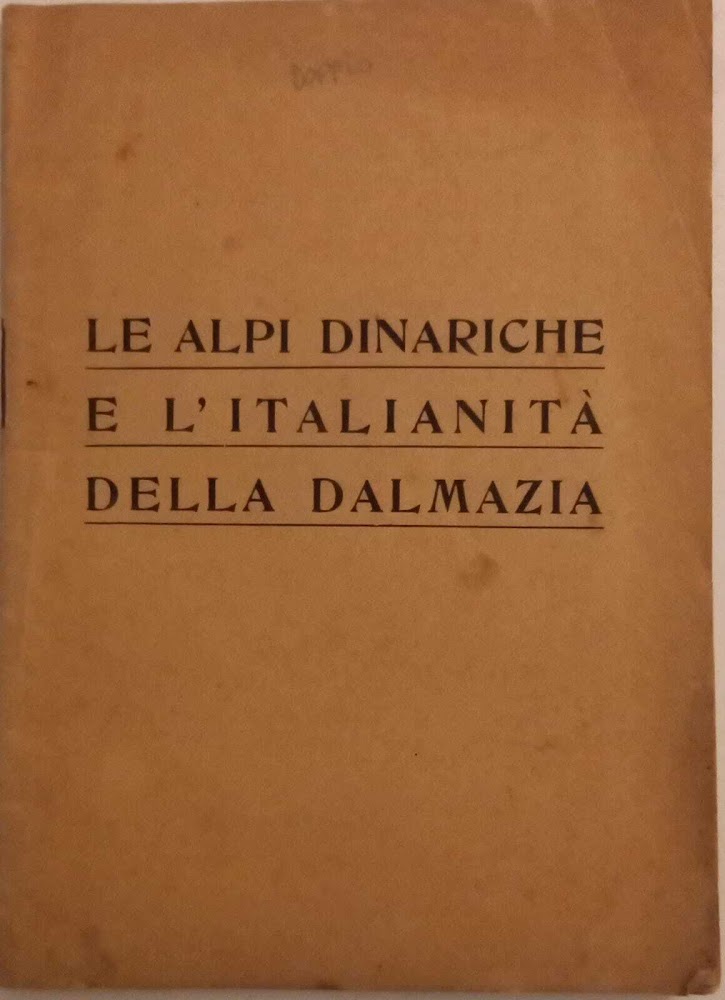 LE ALPI DINARICHE
E L'ITALIANITÀ
DELLA DALMAZIA